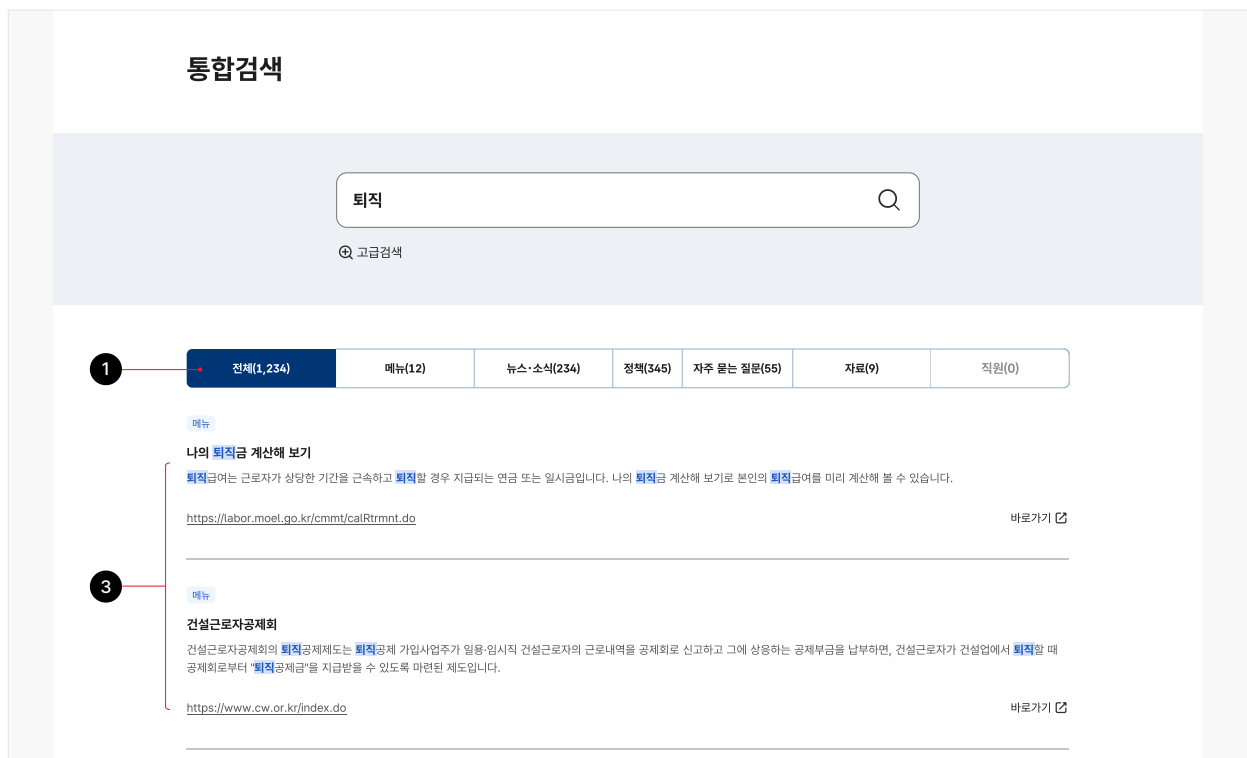 통합검색
퇴직
고급검색
1
전체(1,234) 메뉴(12) 뉴스·소식(234) 정책(345) 자주 묻는 질문(55) 자료(9) 직원(0)
메뉴
나의 퇴직금 계산해 보기
퇴직급여는 근로자가 상당한 기간을 근속하고 퇴직할 경우 지급되는 연금 또는 일시금입니다. 나의 퇴직금 계산해 보기로 본인의 퇴직급여를 미리 계산해 볼 수 있습니다.
https://labor.moel.go.kr/cmmt/calRtrmnt.do 바로가기
3
메뉴
건설근로자공제회
건설근로자공제회의 퇴직공제제도는 퇴직공제 가입사업주가 일용·임시직 건설근로자의 근로내역을 공제회로 신고하고 그에 상응하는 공제부금을 납부하면, 건설근로자가 건설업에서 퇴직할 때
공제회로부터 "퇴직공제금"을 지급받을 수 있도록 마련된 제도입니다.
https://www.cw.or.kr/index.do 바로가기